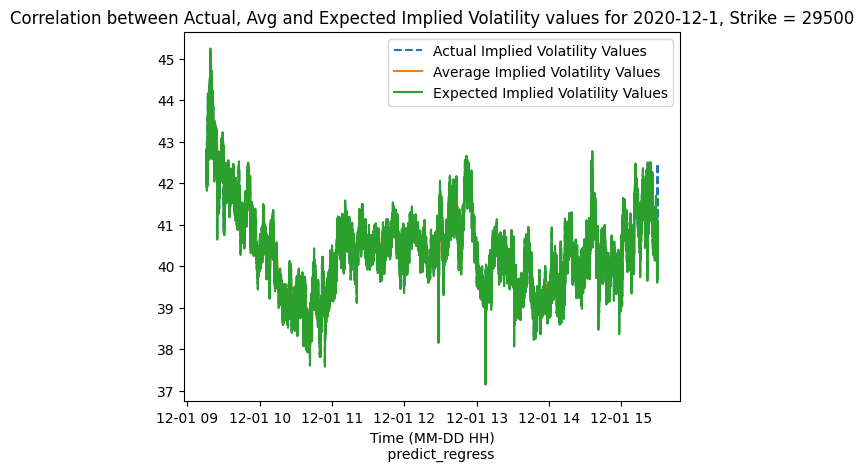 Correlation between Actual, Avg and Expected Implied Volatility values for 2020-12-1, Strike = 29500
Actual Implied Volatility Values
Average Implied Volatility Values
Expected Implied Volatility Values
45
44
43
42
41
40
39
38
37
12-01 09 12-01 10 12-01 11 12-01 12 12-01 13 12-01 14 12-01 15
Time (MM-DD HH)
predict_regress